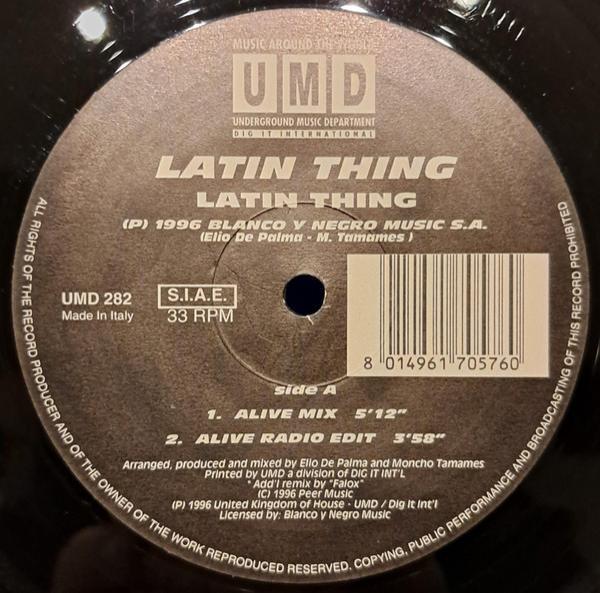 MUSIC AROUND THE WORLD
UMD
UNDERGROUND MUSIC DEPARTMENT
DIG IT INTERNATIONAL
LATIN THING
LATIN THING
(P) 1996 BLANCO Y NEGRO MUSIC S.A.
(Elio De Palma - M. Tamames )
UMD 282
Made In Italy
S.I.A.E.
33 RPM
8 014961 705760
side A
1. ALIVE MIX 5'12"
2. ALIVE RADIO EDIT 3'58"
Arranged, produced and mixed by Elio De Palma and Moncho Tamames
Printed by UMD a division of DIG IT INT'L
* Add'l remix by "Falox"
(C) 1996 Peer Music
(P) 1996 United Kingdom of House - UMD / Dig It Int'l
Licensed by: Blanco y Negro Music
ALL RIGHTS OF THE RECORD PRODUCER AND OF THE OWNER OF THE WORK REPRODUCED RESERVED. COPYING, PUBLIC PERFORMANCE AND BROADCASTING OF THIS RECORD PROHIBITED